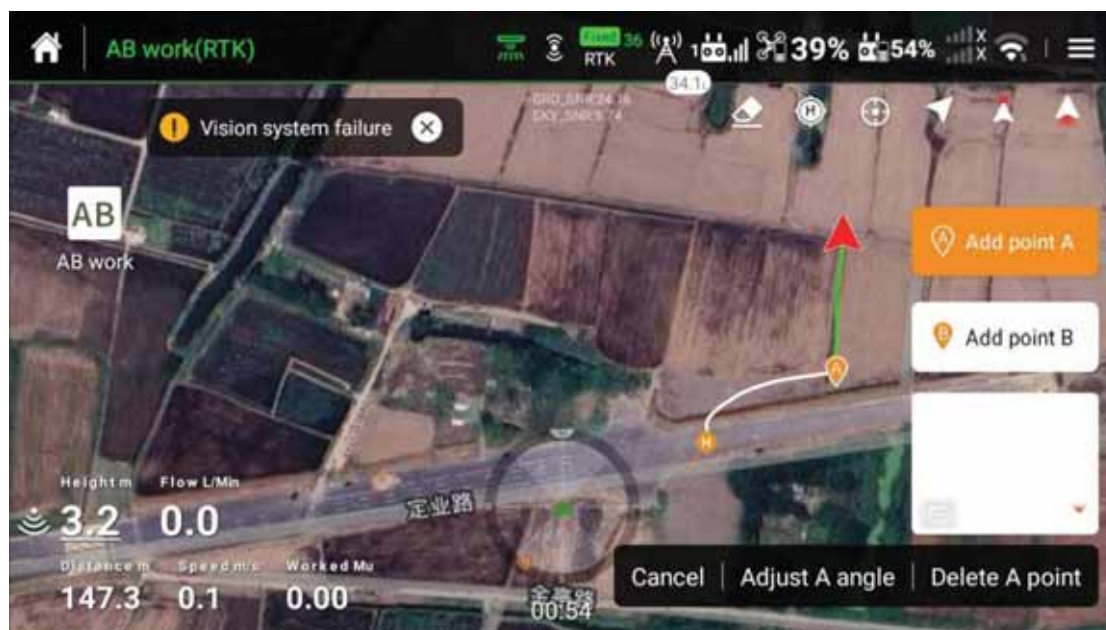 AB work(RTK)
Fixed 36
RTK
1
39%
54%
X
X
34.1
Vision system failure
AB
AB work
H
A
Add point A
B
Add point B
A
H
Height m Flow L/Min
3.2 0.0
定业路
Distance m Speed m/s Worked Mu
147.3 0.1 0.00
00:54
Cancel Adjust A angle Delete A point